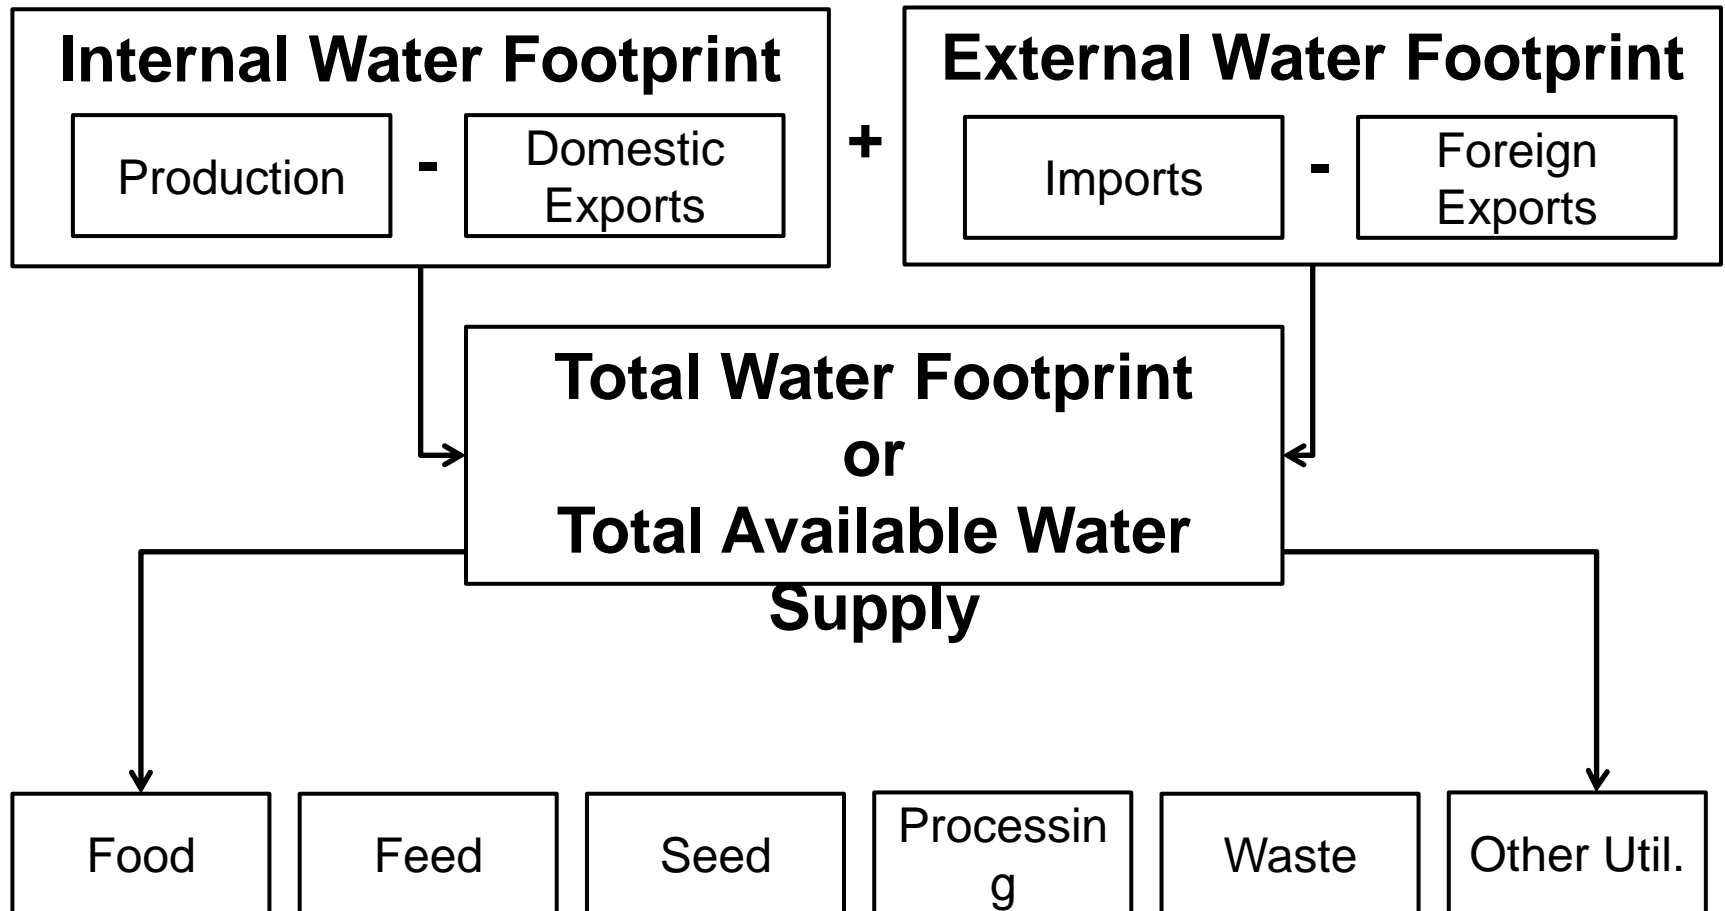 Internal Water Footprint
Production
-
Domestic
Exports
+
External Water Footprint
Imports
-
Foreign
Exports
Total Water Footprint
or
Total Available Water
Supply
Food
Feed
Seed
Processin
g
Waste
Other Util.